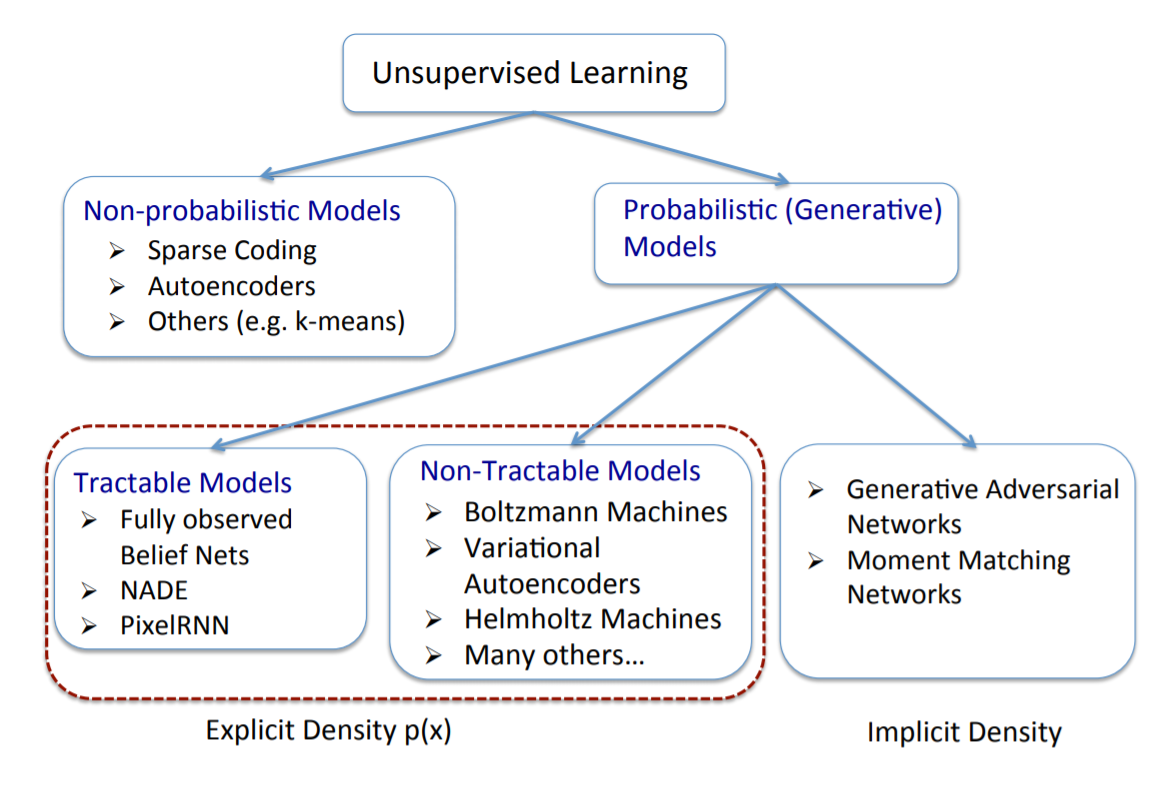 Unsupervised Learning
Non-probabilistic Models
➢ Sparse Coding
➢ Autoencoders
➢ Others (e.g. k-means)
Probabilistic (Generative)
Models
Tractable Models
➢ Fully observed
Belief Nets
➢ NADE
➢ PixelRNN
Non-Tractable Models
➢ Boltzmann Machines
➢ Variational
Autoencoders
➢ Helmholtz Machines
➢ Many others…
➢ Generative Adversarial
Networks
➢ Moment Matching
Networks
Explicit Density p(x)
Implicit Density